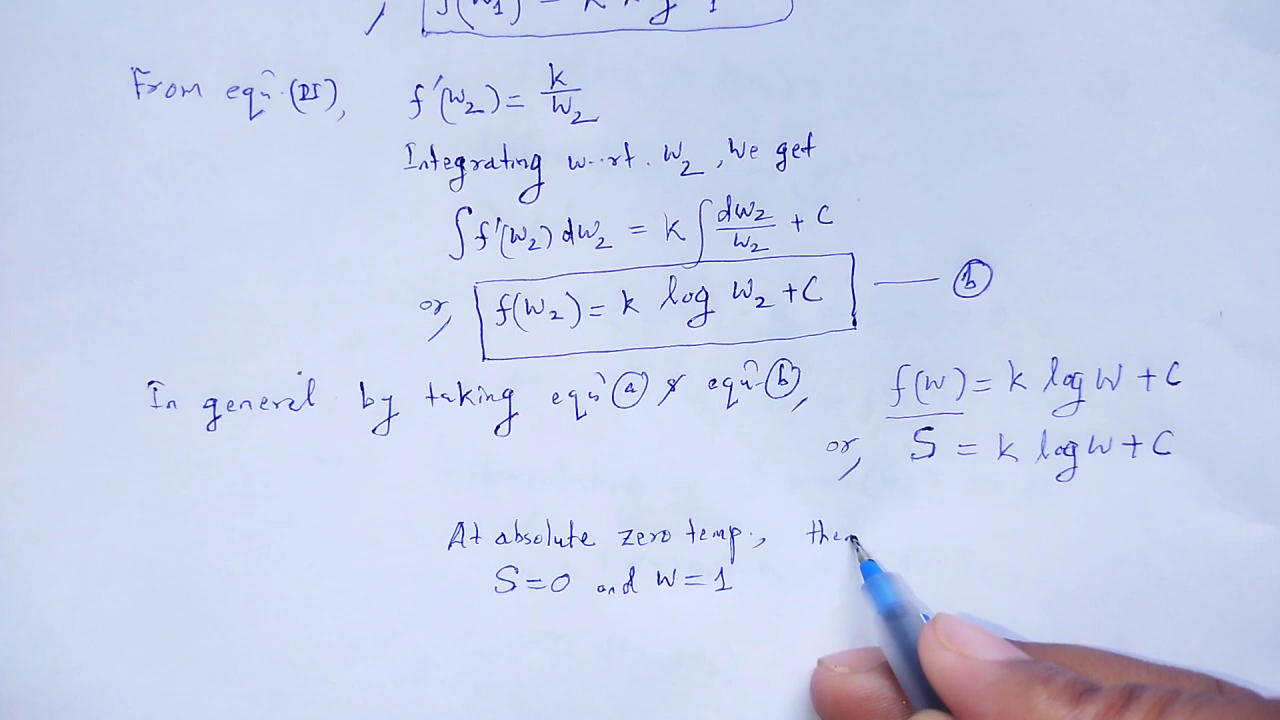 From eqn.(II), f'(W₂) = k/W₂
Integrating w.r.t. W₂, We get
∫f'(W₂) dW₂ = k∫dW₂/W₂ + C
or, f(W₂) = k log W₂ + C — (b)
In general by taking eqn (a) & eqn (b), f(W) = k log W + C
or, S = k log W + C
At absolute zero temp., then
S=0 and W=1